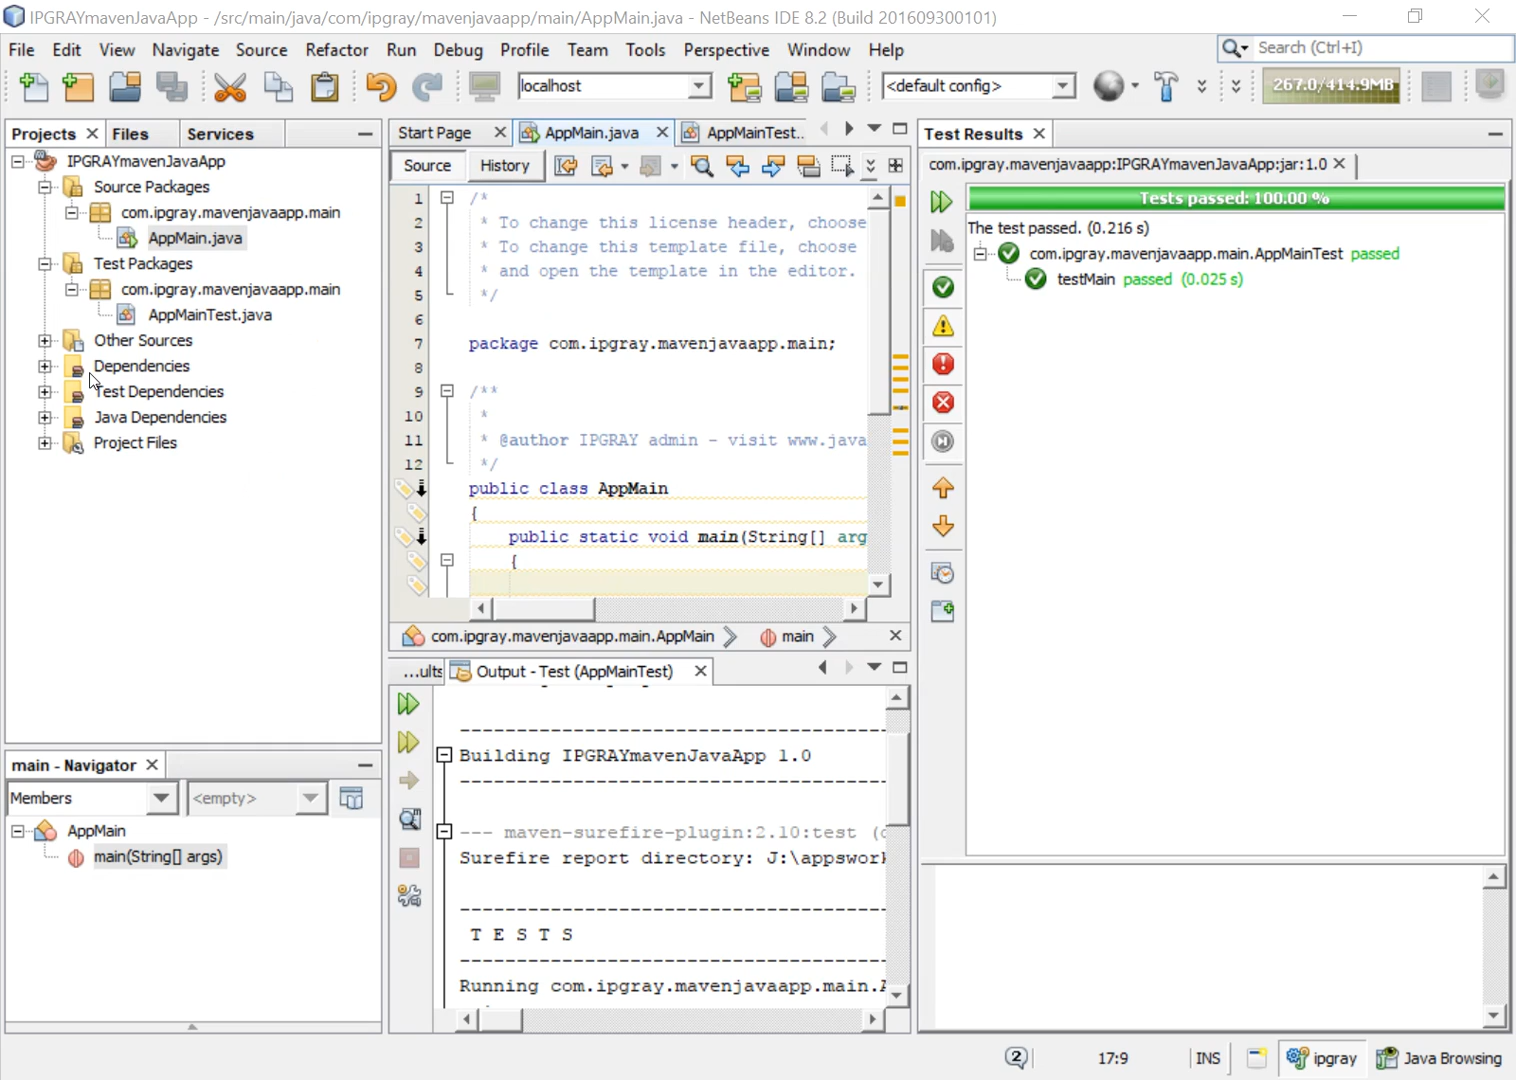 IPGRAYmavenJavaApp - /src/main/java/com/ipgray/mavenjavaapp/main/AppMain.java - NetBeans IDE 8.2 (Build 201609300101)
File Edit View Navigate Source Refactor Run Debug Profile Team Tools Perspective Window Help
Search (Ctrl+I)
localhost
<default config>
267.0/414.9MB
Projects Files Services
IPGRAYmavenJavaApp
Source Packages
com.ipgray.mavenjavaapp.main
AppMain.java
Test Packages
com.ipgray.mavenjavaapp.main
AppMainTest.java
Other Sources
Dependencies
Test Dependencies
Java Dependencies
Project Files
main - Navigator
Members
<empty>
AppMain
main(String[] args)
Start Page AppMain.java AppMainTest..
Source History
1 /*
2 * To change this license header, choose
3 * To change this template file, choose
4 * and open the template in the editor.
5 */
6
7 package com.ipgray.mavenjavaapp.main;
8
9 /**
10 *
11 * @author IPGRAY admin - visit www.java
12 */
public class AppMain
{
public static void main(String[] arg
{
com.ipgray.mavenjavaapp.main.AppMain main
...ults Output - Test (AppMainTest)
------------------------------------
Building IPGRAYmavenJavaApp 1.0
------------------------------------
--- maven-surefire-plugin:2.10:test (
Surefire report directory: J:\appswor
------------------------------------
T E S T S
------------------------------------
Running com.ipgray.mavenjavaapp.main.A
Test Results
com.ipgray.mavenjavaapp:IPGRAYmavenJavaApp:jar:1.0
Tests passed: 100.00 %
The test passed. (0.216 s)
com.ipgray.mavenjavaapp.main.AppMainTest passed
testMain passed (0.025 s)
2 17:9 INS ipgray Java Browsing